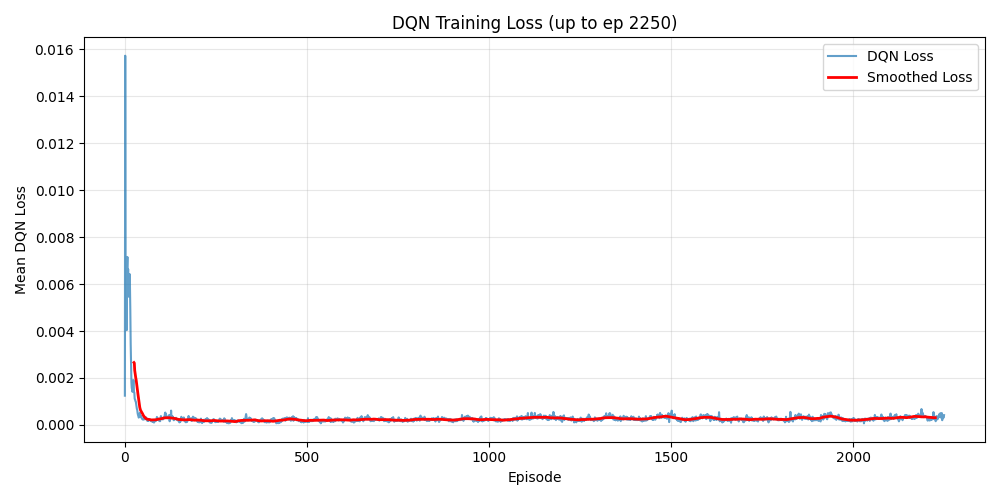 DQN Training Loss (up to ep 2250)
DQN Loss
Smoothed Loss
Mean DQN Loss
0.016
0.014
0.012
0.010
0.008
0.006
0.004
0.002
0.000
0
500
1000
1500
2000
Episode